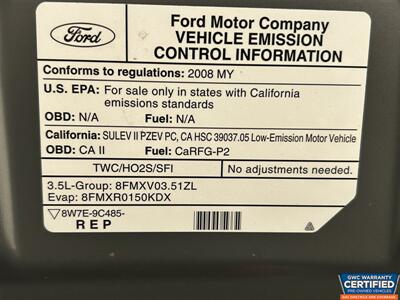 Ford
Ford Motor Company
VEHICLE EMISSION
CONTROL INFORMATION
Conforms to regulations: 2008 MY
U.S. EPA: For sale only in states with California
emissions standards
OBD: N/A Fuel: N/A
California: SULEV II PZEV PC, CA HSC 39037.05 Low-Emission Motor Vehicle
OBD: CA II Fuel: CaRFG-P2
TWC/HO2S/SFI No adjustments needed.
3.5L-Group: 8FMXV03.51ZL
Evap: 8FMXR0150KDX
8W7E-9C485-
REP
GWC WARRANTY
CERTIFIED
PRE-OWNED VEHICLES